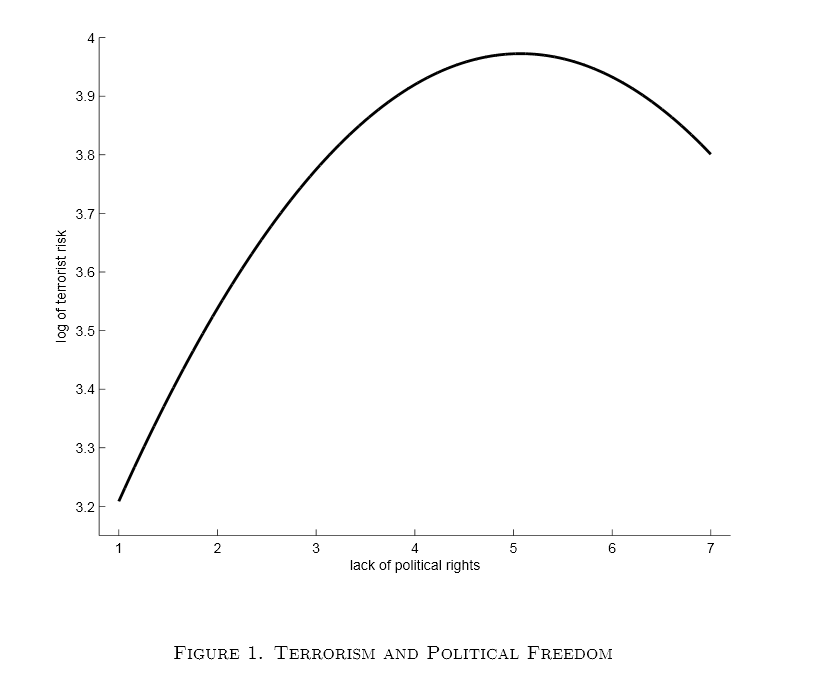 4
3.9
3.8
3.7
3.6
3.5
3.4
3.3
3.2
log of terrorist risk
1 2 3 4 5 6 7
lack of political rights
FIGURE 1. TERRORISM AND POLITICAL FREEDOM